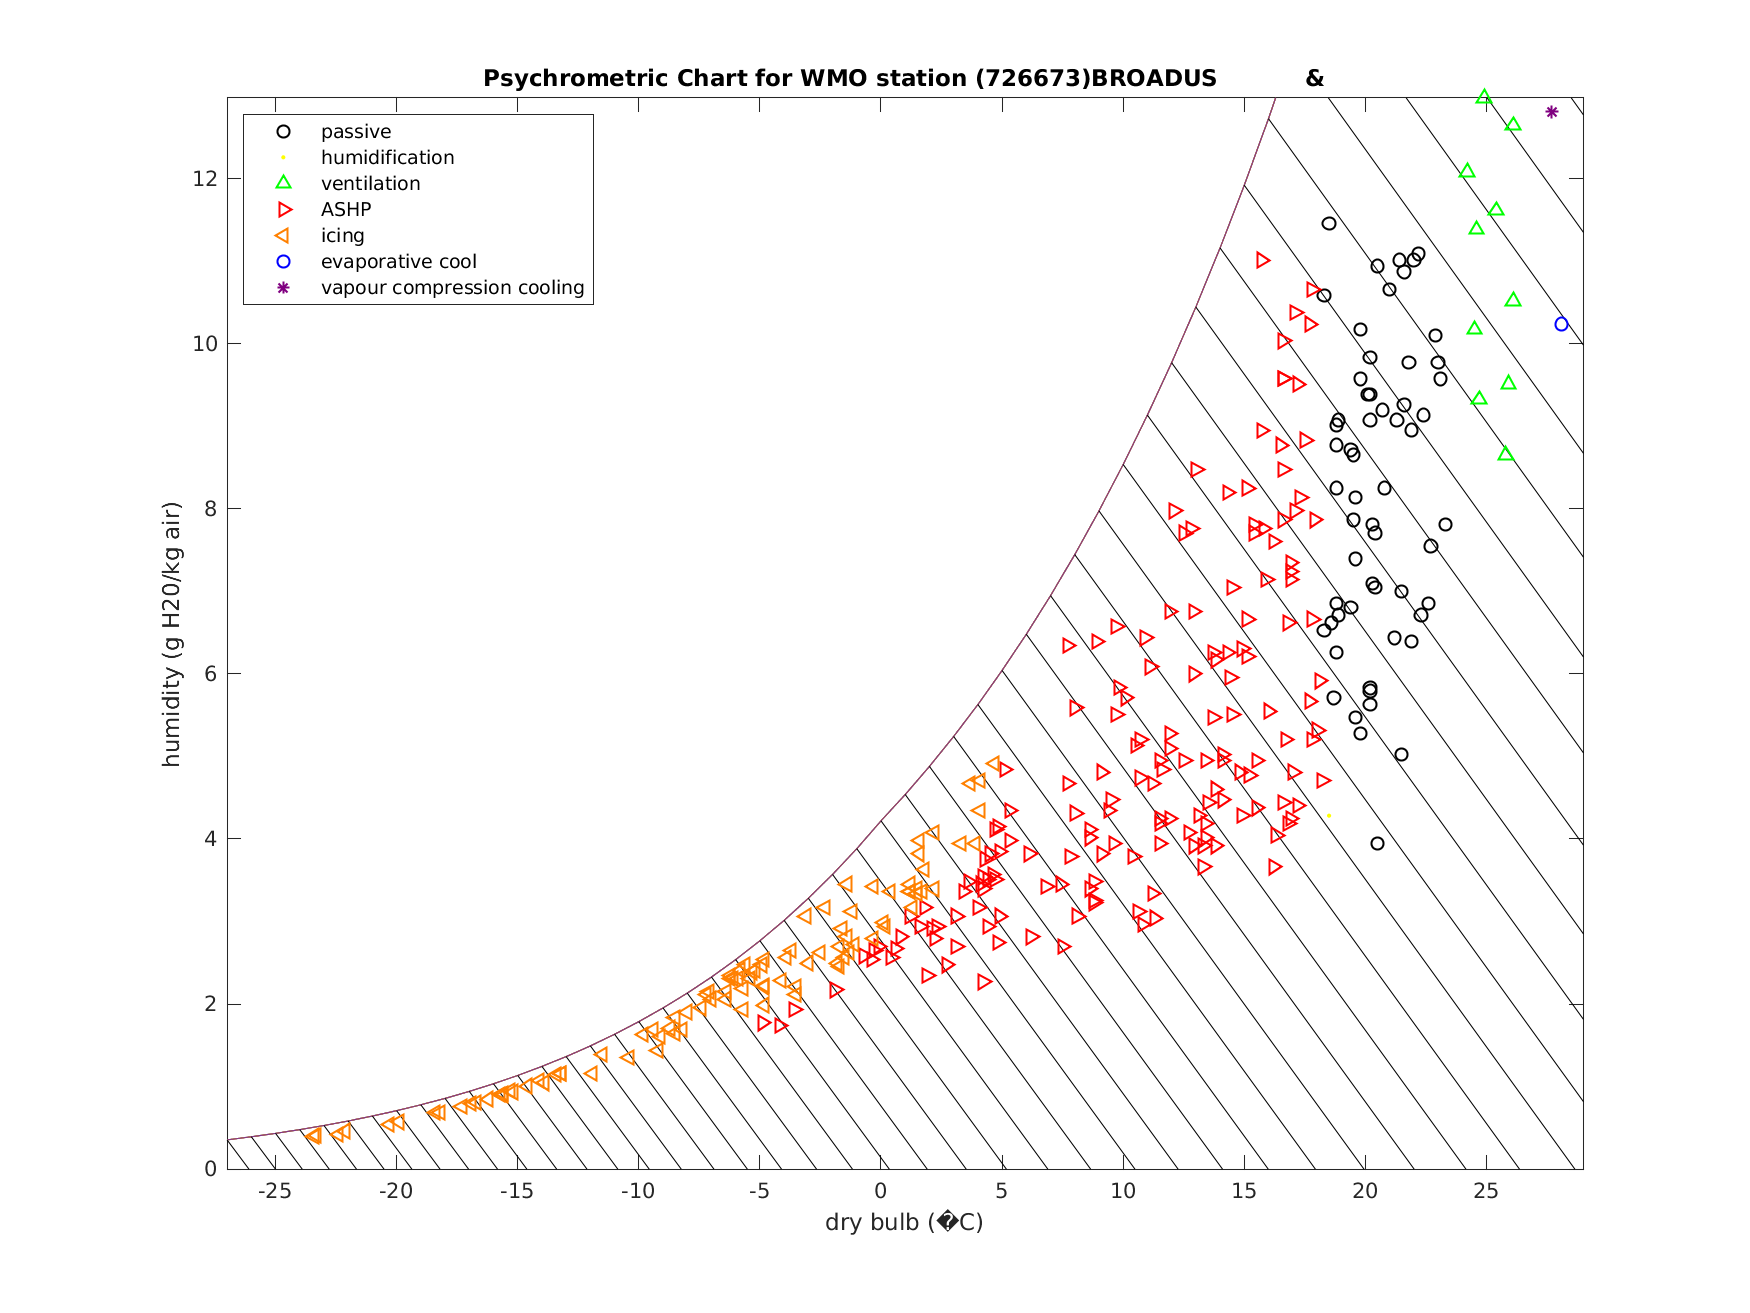 Psychrometric Chart for WMO station (726673)BROADUS &
passive
humidification
ventilation
ASHP
icing
evaporative cool
vapour compression cooling
humidity (g H20/kg air)
12
10
8
6
4
2
0
-25 -20 -15 -10 -5 0 5 10 15 20 25
dry bulb (�C)